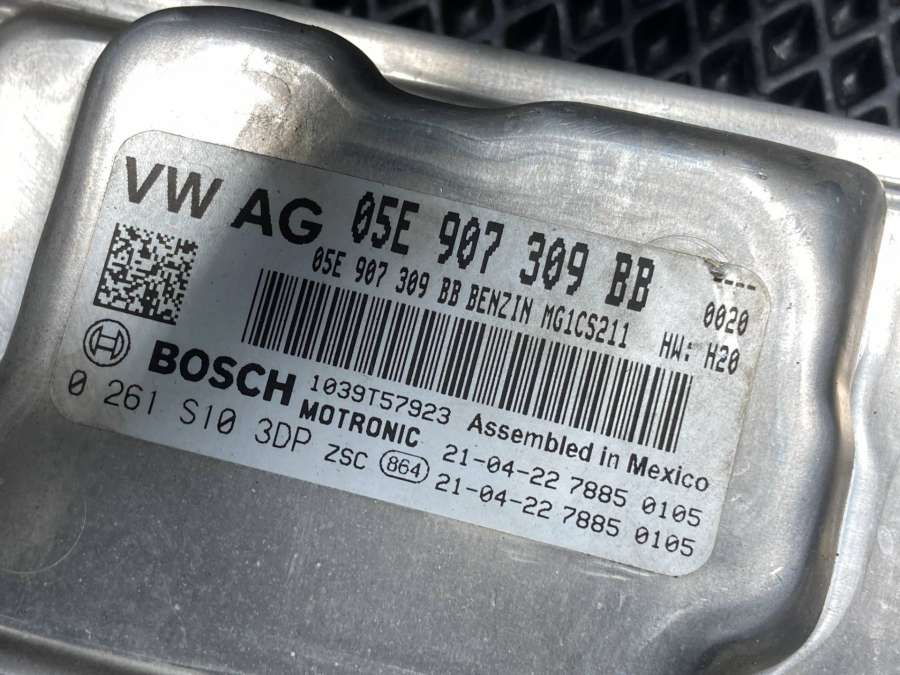 VW AG 05E 907 309 BB ----
05E 907 309 BB BENZIN MG1CS211 0020
HW: H20
BOSCH 1039T57923 Assembled in Mexico
MOTRONIC 21-04-22 7885 0105
0 261 S10 3DP ZSC 864 21-04-22 7885 0105